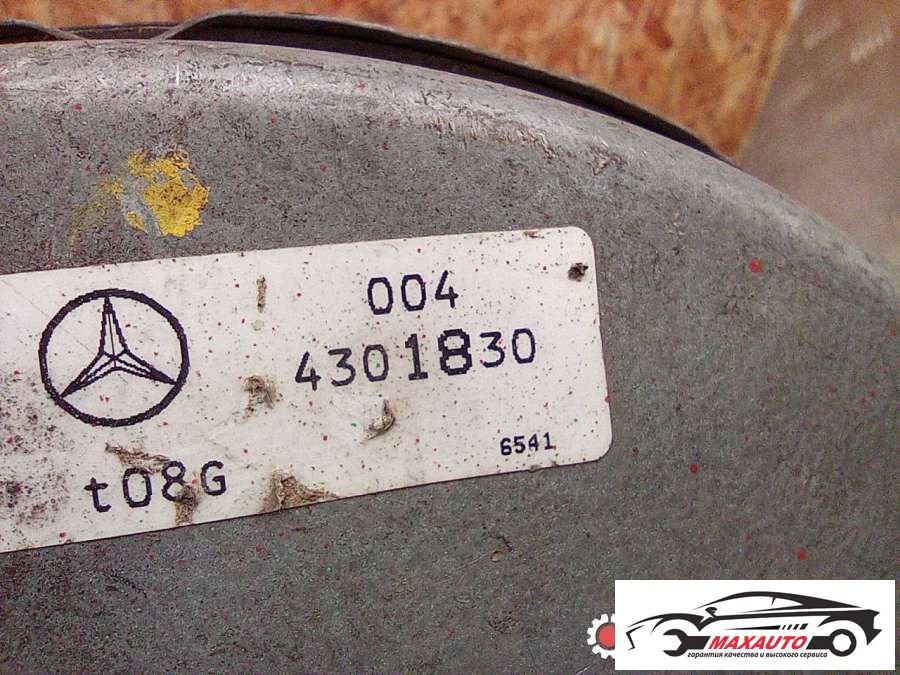 004
4301830
6541
t08G
MAXAUTO
гарантия качества и высокого сервиса